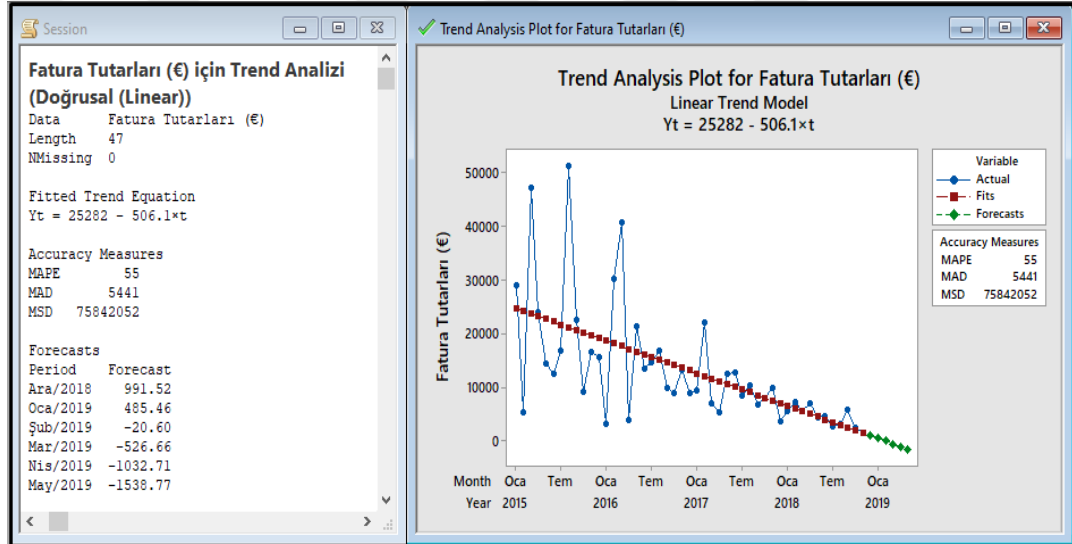 Session
Fatura Tutarları (€) için Trend Analizi
(Doğrusal (Linear))
Data Fatura Tutarları (€)
Length 47
NMissing 0
Fitted Trend Equation
Yt = 25282 - 506.1×t
Accuracy Measures
MAPE 55
MAD 5441
MSD 75842052
Forecasts
Period Forecast
Ara/2018 991.52
Oca/2019 485.46
Şub/2019 -20.60
Mar/2019 -526.66
Nis/2019 -1032.71
May/2019 -1538.77
Trend Analysis Plot for Fatura Tutarları (€)
Trend Analysis Plot for Fatura Tutarları (€)
Linear Trend Model
Yt = 25282 - 506.1×t
Fatura Tutarları (€)
50000
40000
30000
20000
10000
0
Month Oca Tem Oca Tem Oca Tem Oca Tem Oca
Year 2015 2016 2017 2018 2019
Variable
Actual
Fits
Forecasts
Accuracy Measures
MAPE 55
MAD 5441
MSD 75842052